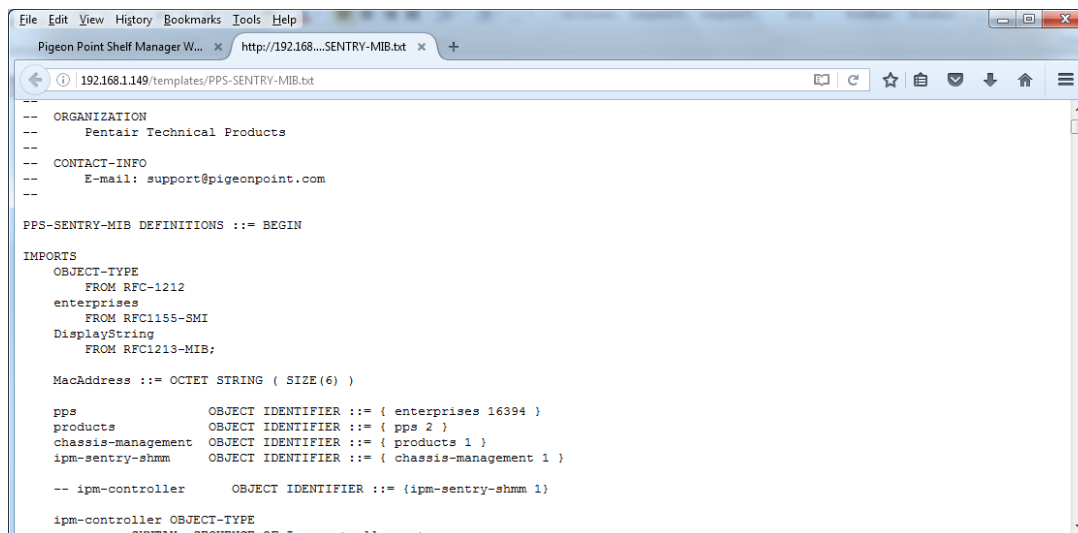 File Edit View History Bookmarks Tools Help
Pigeon Point Shelf Manager W... × http://192.168....SENTRY-MIB.txt × +
192.168.1.149/templates/PPS-SENTRY-MIB.txt
--
-- ORGANIZATION
-- Pentair Technical Products
--
-- CONTACT-INFO
-- E-mail: support@pigeonpoint.com
--
PPS-SENTRY-MIB DEFINITIONS ::= BEGIN
IMPORTS
OBJECT-TYPE
FROM RFC-1212
enterprises
FROM RFC1155-SMI
DisplayString
FROM RFC1213-MIB;
MacAddress ::= OCTET STRING ( SIZE(6) )
pps OBJECT IDENTIFIER ::= { enterprises 16394 }
products OBJECT IDENTIFIER ::= { pps 2 }
chassis-management OBJECT IDENTIFIER ::= { products 1 }
ipm-sentry-shmm OBJECT IDENTIFIER ::= { chassis-management 1 }
-- ipm-controller OBJECT IDENTIFIER ::= {ipm-sentry-shmm 1}
ipm-controller OBJECT-TYPE